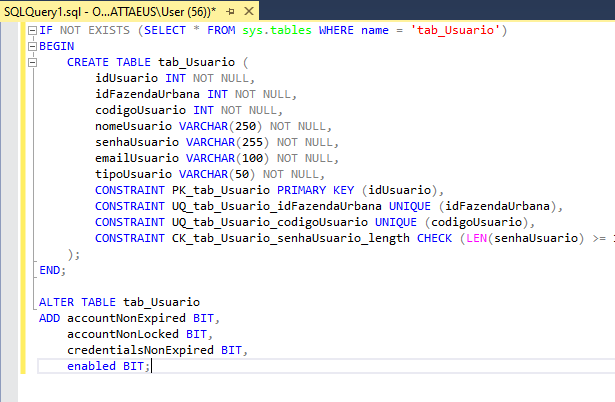 SQLQuery1.sql - O...ATTAEUS\User (56))*
IF NOT EXISTS (SELECT * FROM sys.tables WHERE name = 'tab_Usuario')
BEGIN
CREATE TABLE tab_Usuario (
idUsuario INT NOT NULL,
idFazendaUrbana INT NOT NULL,
codigoUsuario INT NOT NULL,
nomeUsuario VARCHAR(250) NOT NULL,
senhaUsuario VARCHAR(255) NOT NULL,
emailUsuario VARCHAR(100) NOT NULL,
tipoUsuario VARCHAR(50) NOT NULL,
CONSTRAINT PK_tab_Usuario PRIMARY KEY (idUsuario),
CONSTRAINT UQ_tab_Usuario_idFazendaUrbana UNIQUE (idFazendaUrbana),
CONSTRAINT UQ_tab_Usuario_codigoUsuario UNIQUE (codigoUsuario),
CONSTRAINT CK_tab_Usuario_senhaUsuario_length CHECK (LEN(senhaUsuario) >=
);
END;
ALTER TABLE tab_Usuario
ADD accountNonExpired BIT,
accountNonLocked BIT,
credentialsNonExpired BIT,
enabled BIT;